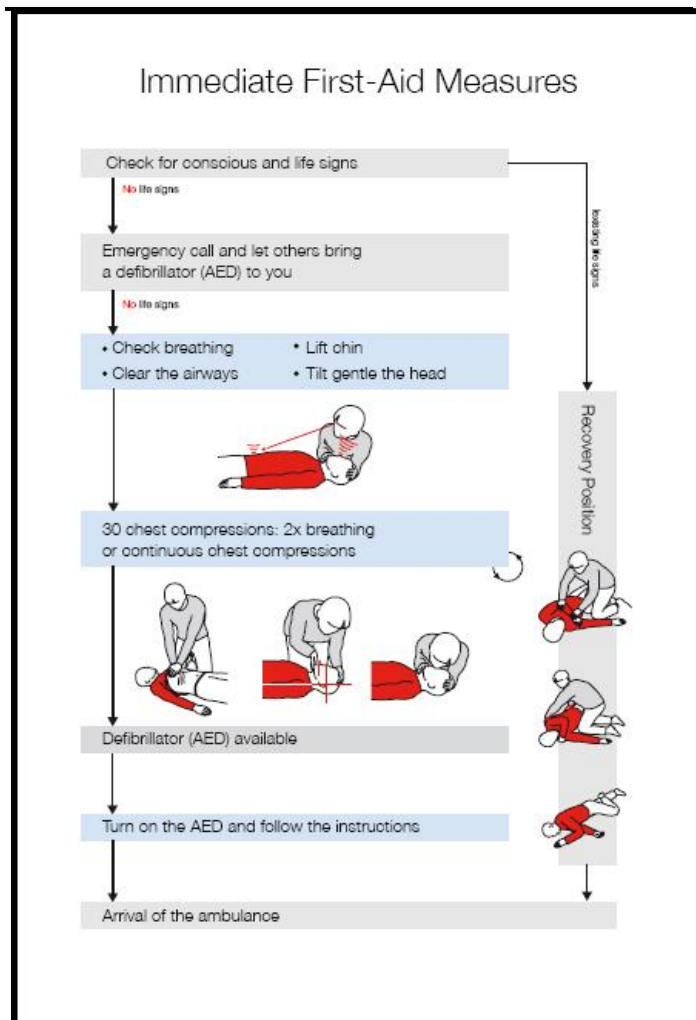 Immediate First-Aid Measures
Check for conscious and life signs
No life signs
existing life signs
Emergency call and let others bring
a defibrillator (AED) to you
No life signs
• Check breathing
• Lift chin
• Clear the airways
• Tilt gentle the head
Recovery Position
30 chest compressions: 2x breathing
or continuous chest compressions
Defibrillator (AED) available
Turn on the AED and follow the instructions
Arrival of the ambulance